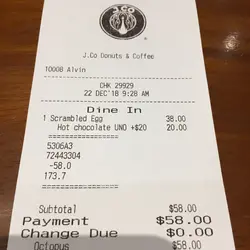 J.CO
J.Co Donuts & Coffee
10008 Alvin
CHK 29929
22 DEC'18 9:28 AM
Dine In
1 Scrambled Egg 38.00
Hot chocolate UNO +$20 20.00
5306A3
72443304
-58.0
173.7
Subtotal $58.00
Payment $58.00
Change Due $0.00
Octopus $58.00